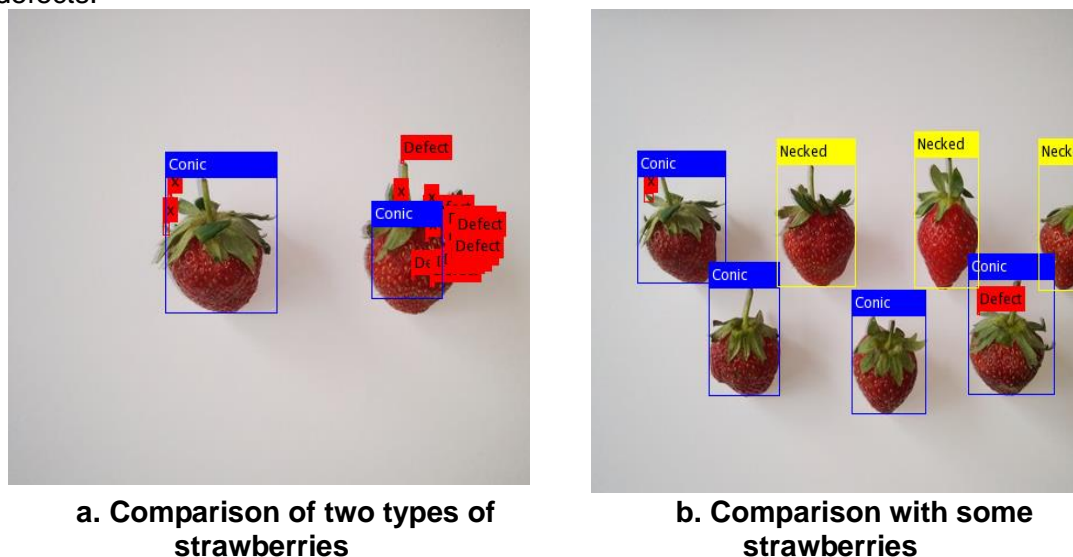 Defect
Conic
x
x
x
Conic
Defect
Defect
Necked
Necked
Neck
Conic
x
Conic
Conic
Conic
Defect
a. Comparison of two types of
strawberries
b. Comparison with some
strawberries